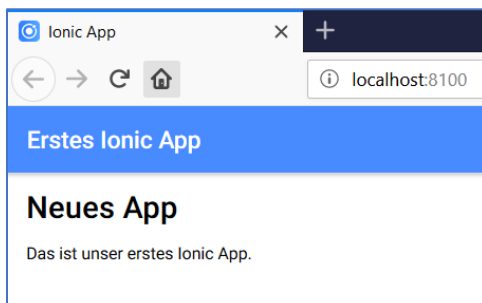 Ionic App
localhost:8100
Erstes Ionic App
Neues App
Das ist unser erstes Ionic App.